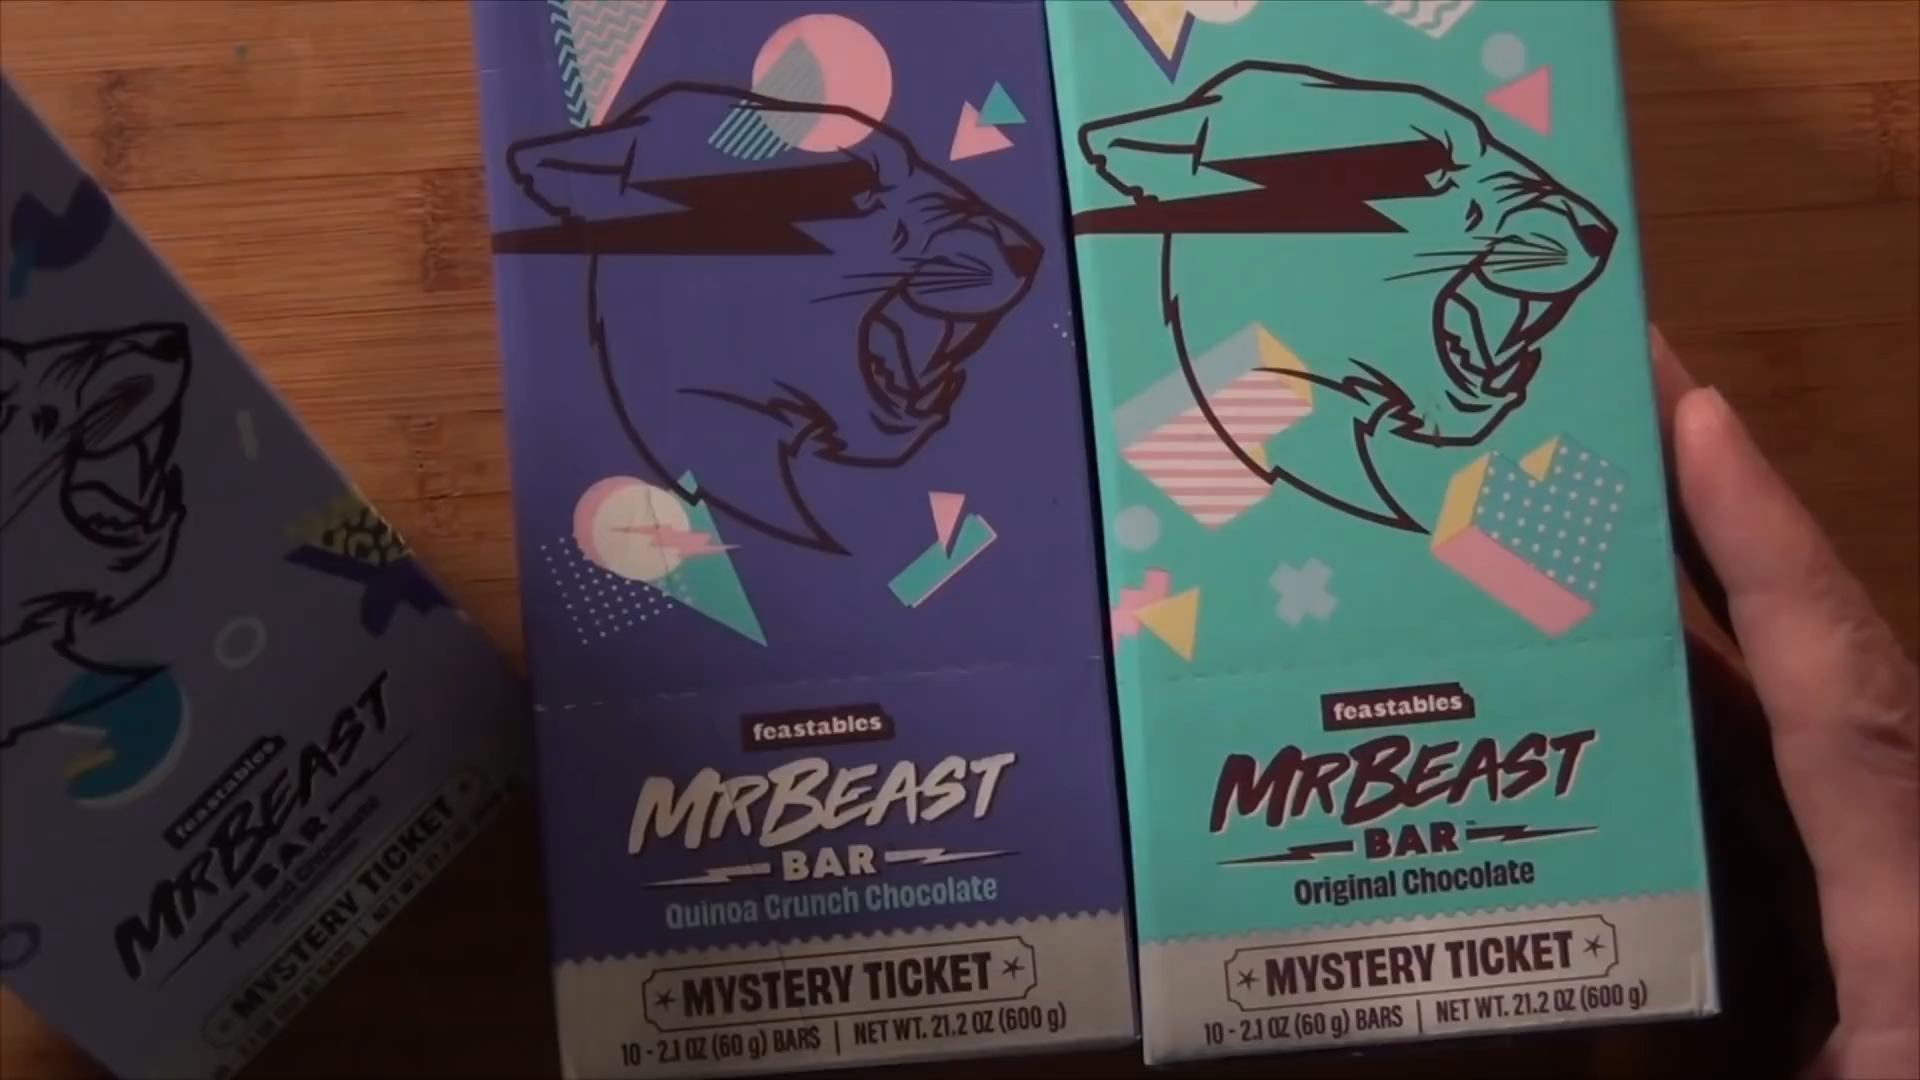 feastables
MRBEAST
BAR
Almond Chocolate
MYSTERY TICKET
feastables
MRBEAST
BAR
Quinoa Crunch Chocolate
MYSTERY TICKET
10 - 2.1 OZ (60 g) BARS | NET WT. 21.2 OZ (600 g)
feastables
MRBEAST
BAR
Original Chocolate
MYSTERY TICKET
10 - 2.1 OZ (60 g) BARS | NET WT. 21.2 OZ (600 g)